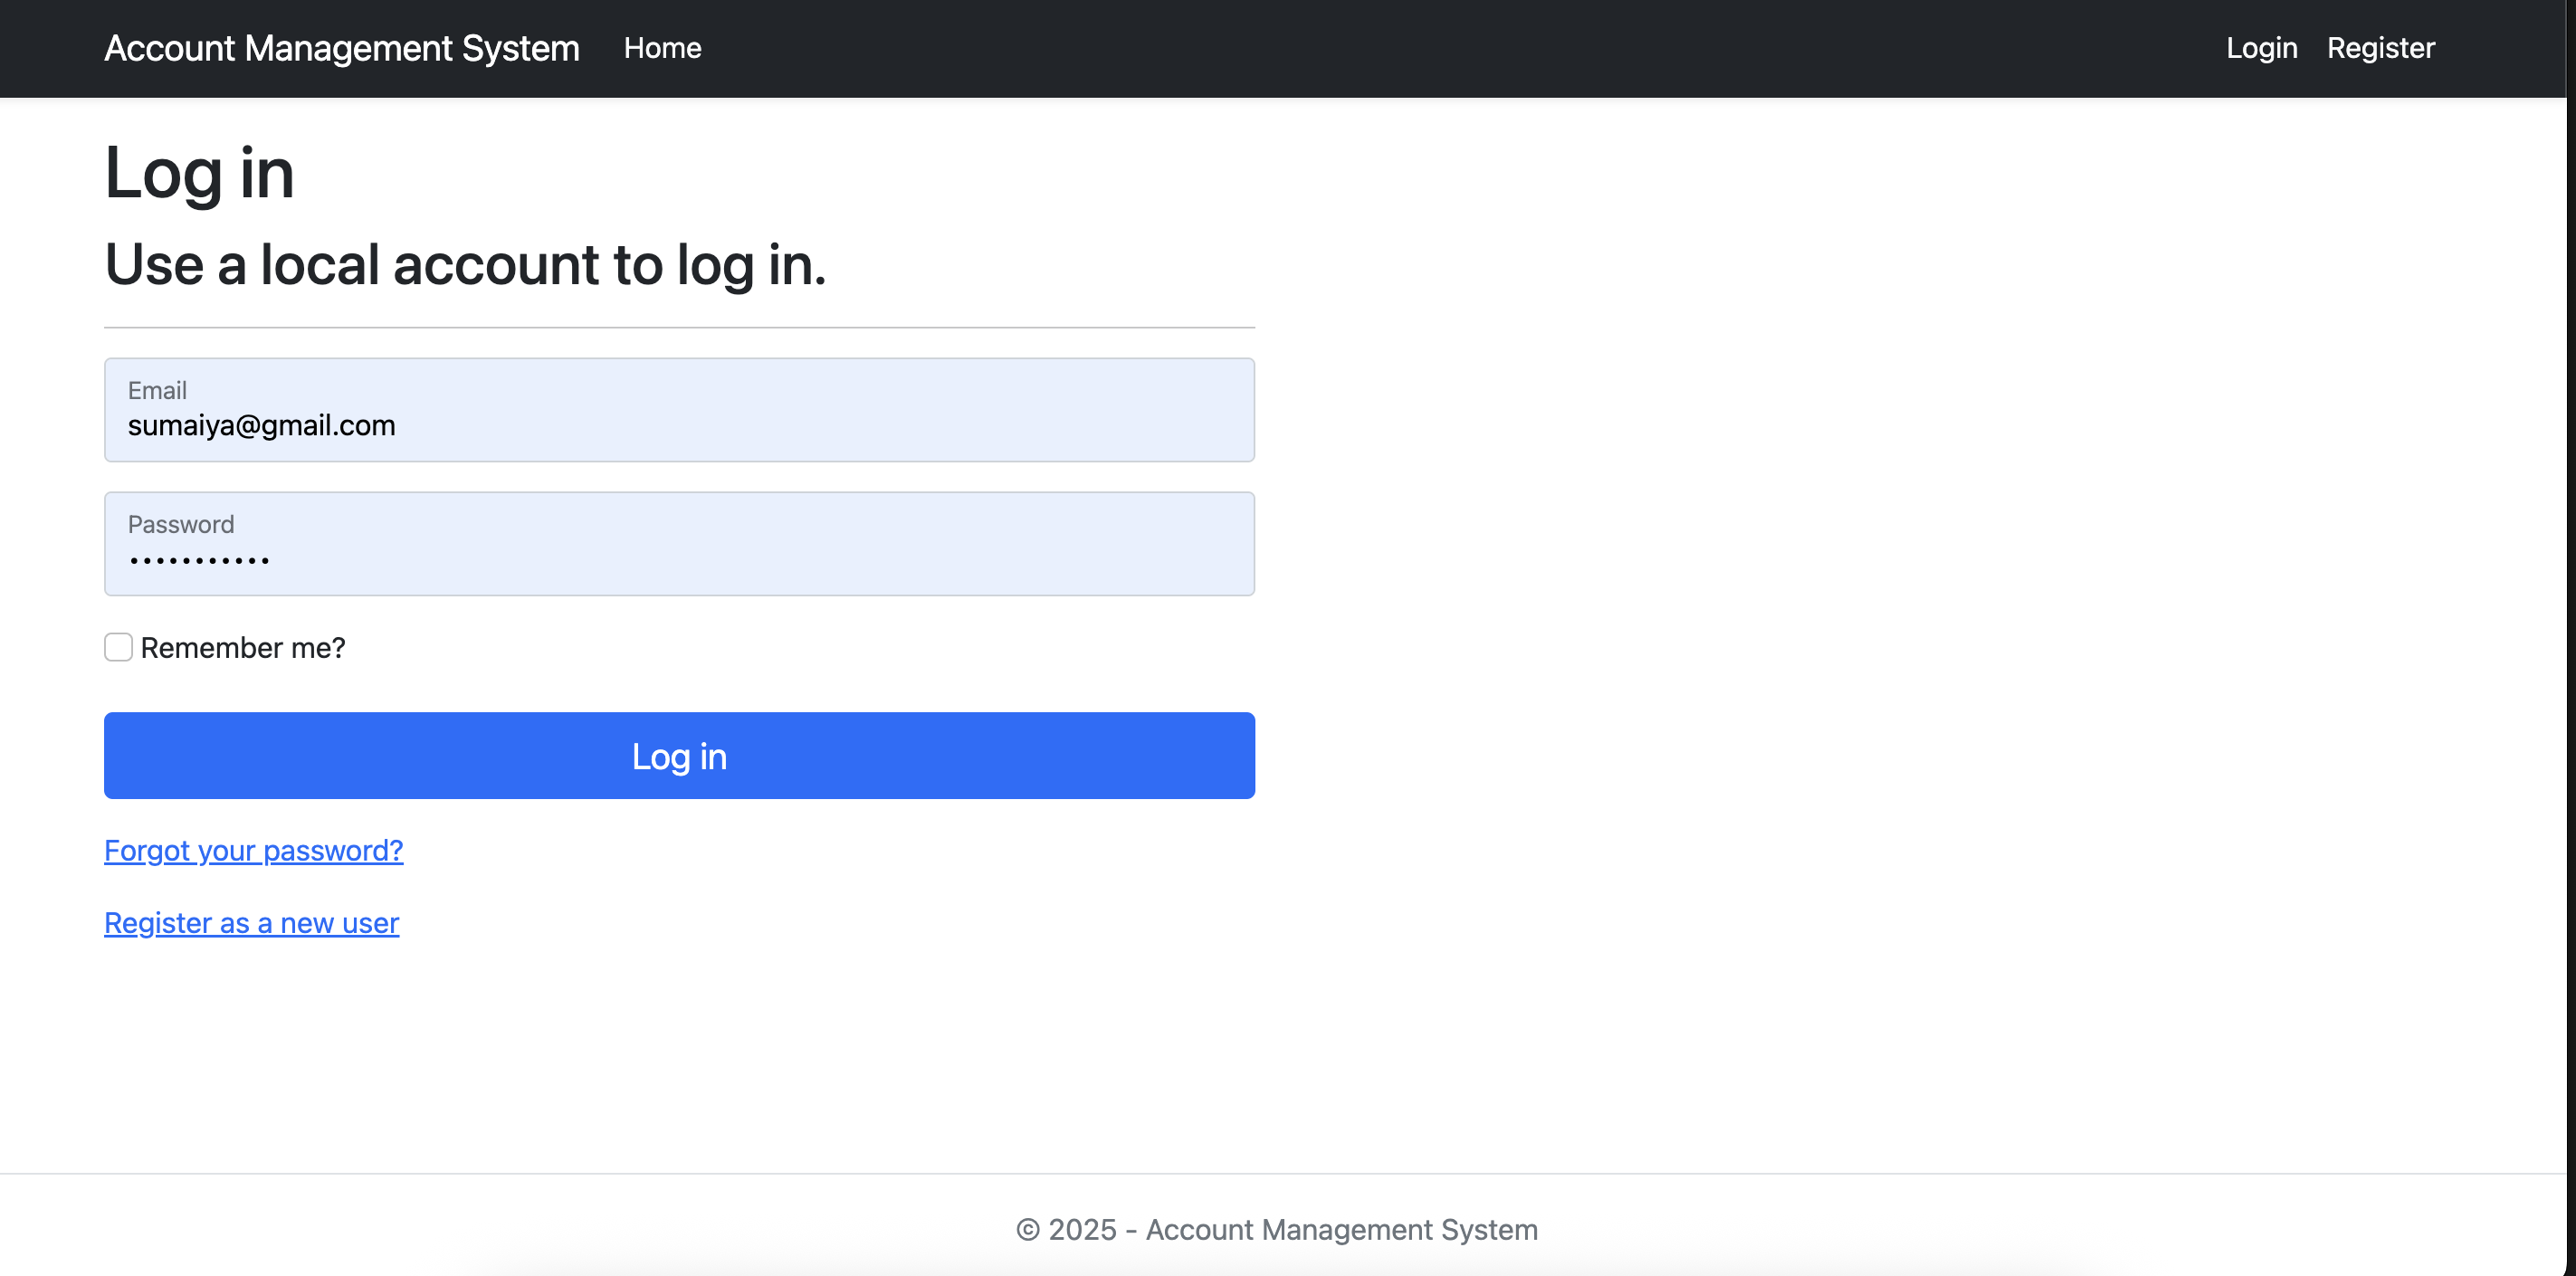 Account Management System Home Login Register
Log in
Use a local account to log in.
Email
sumaiya@gmail.com
Password
•••••••••••
Remember me?
Log in
Forgot your password?
Register as a new user
© 2025 - Account Management System